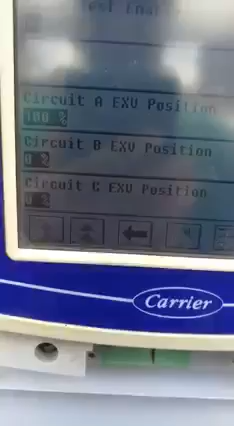 Circuit A EXV Position
100 %
Circuit B EXV Position
0 %
Circuit C EXV Position
0 %
Carrier